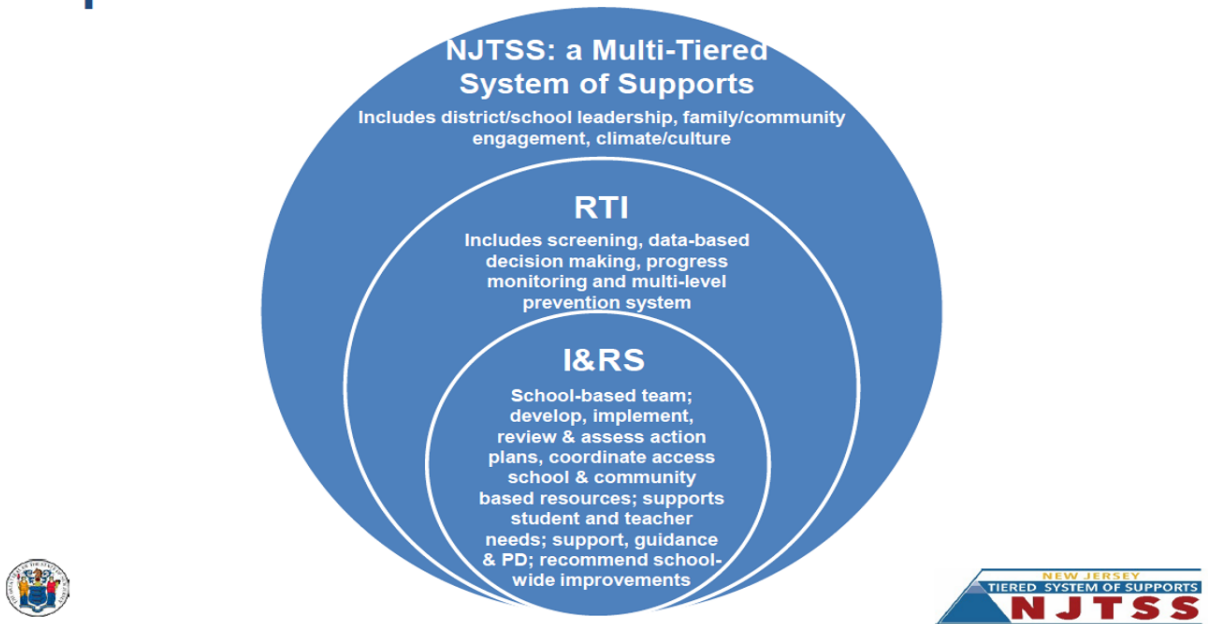 NJTSS: a Multi-Tiered
System of Supports
Includes district/school leadership, family/community
engagement, climate/culture
RTI
Includes screening, data-based
decision making, progress
monitoring and multi-level
prevention system
I&RS
School-based team;
develop, implement,
review & assess action
plans, coordinate access
school & community
based resources; supports
student and teacher
needs; support, guidance
& PD; recommend school-
wide improvements
NEW JERSEY
TIERED SYSTEM OF SUPPORTS
NJTSS